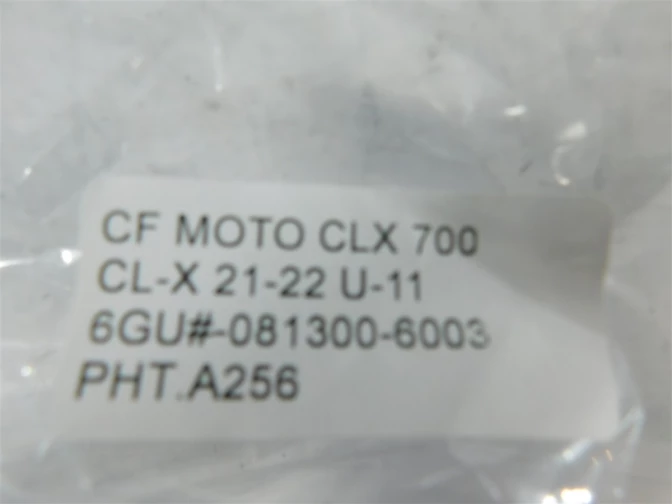 CF MOTO CLX 700
CL-X 21-22 U-11
6GU#-081300-6003
PHT.A256